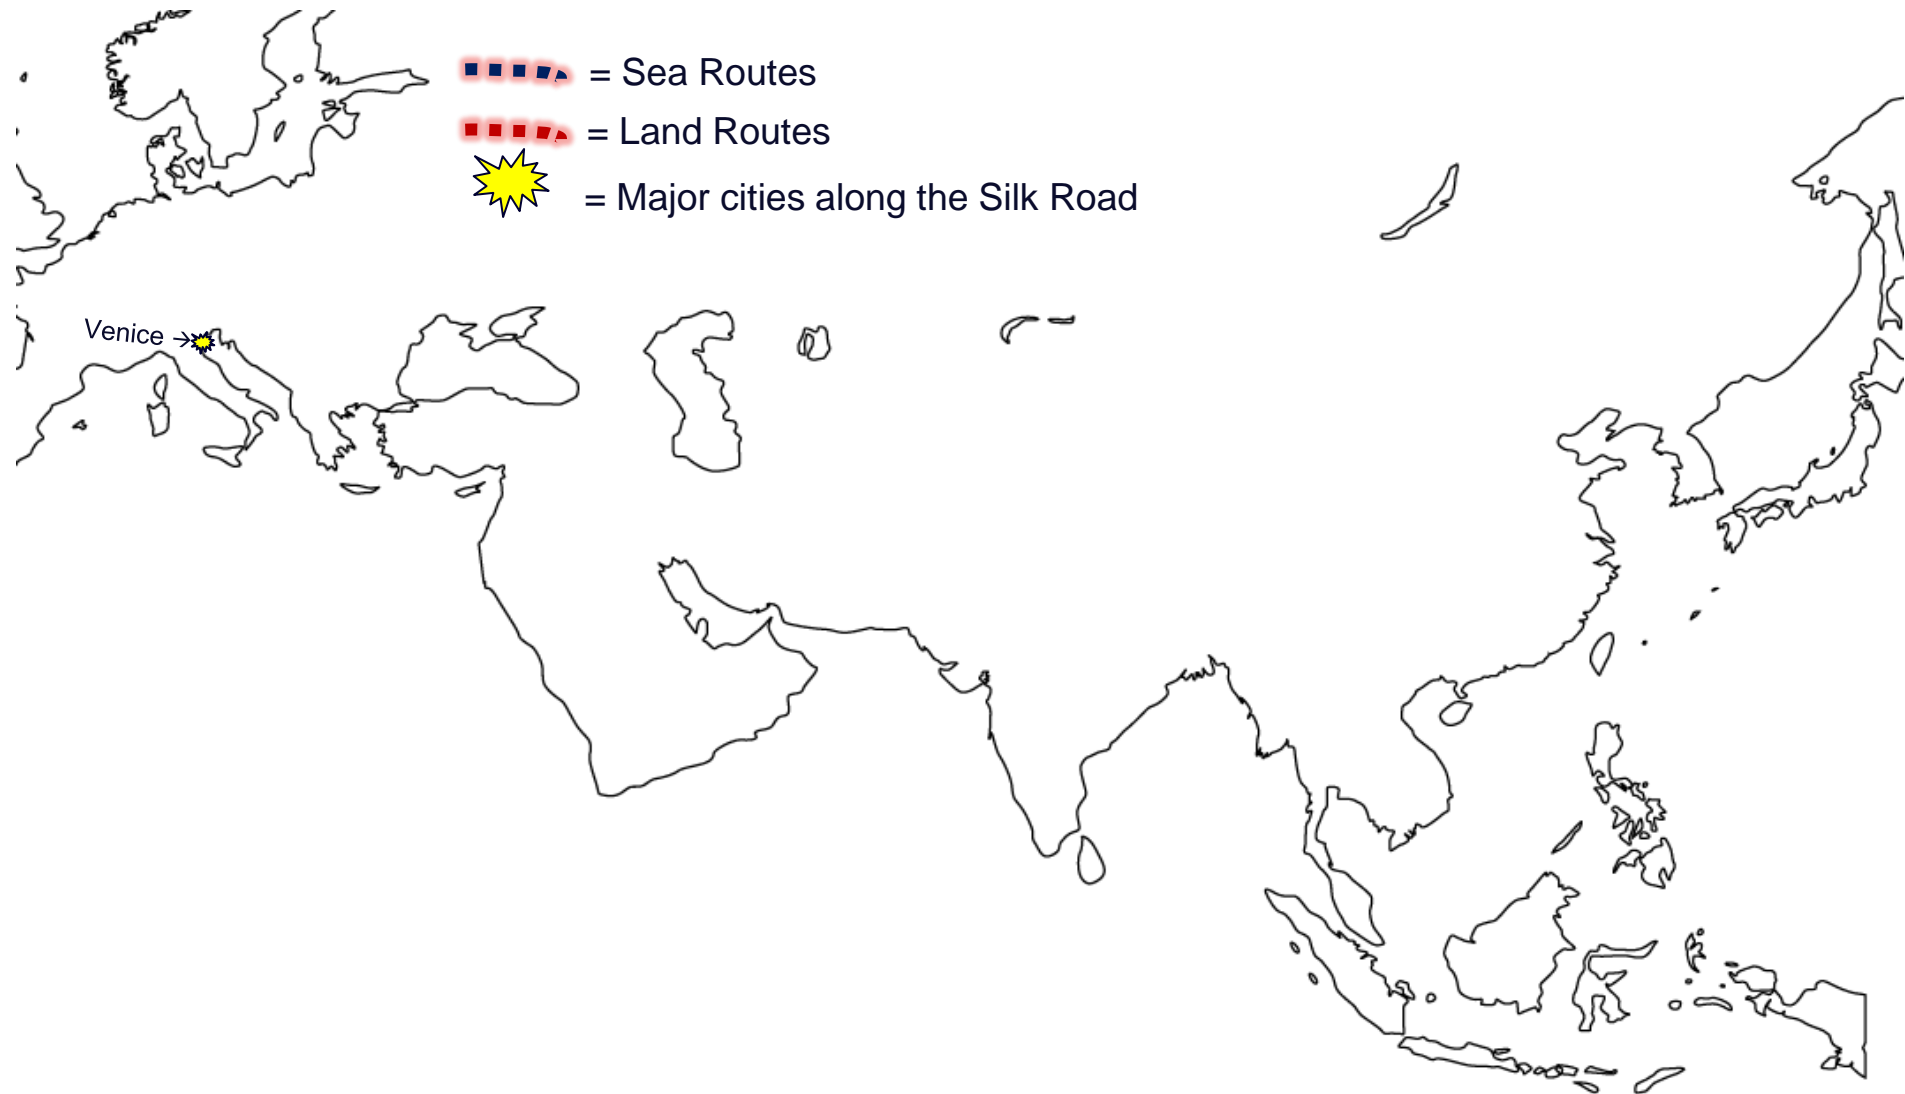 = Sea Routes
= Land Routes
= Major cities along the Silk Road
Venice →